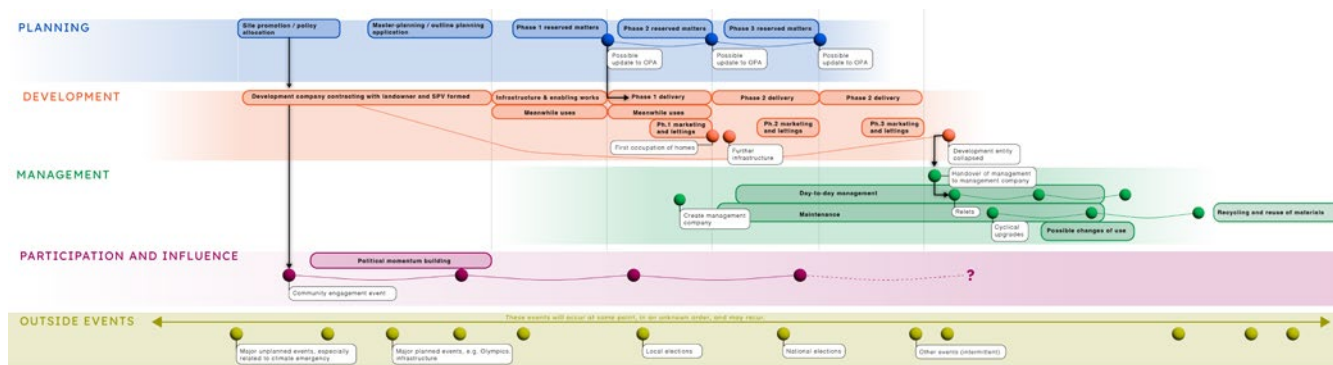 PLANNING
Site promotion / policy
allocation
Master-planning / outline planning
application
Phase 1 reserved matters
Phase 2 reserved matters
Phase 3 reserved matters
Possible
update to OPA
Possible
update to OPA
Possible
update to OPA
DEVELOPMENT
Development company contracting with landowner and SPV formed
Infrastructure & enabling works
Phase 1 delivery
Phase 2 delivery
Phase 2 delivery
Meanwhile uses
Meanwhile uses
Ph.1 marketing
and lettings
Ph.2 marketing
and lettings
Ph.3 marketing
and lettings
First occupation of homes
Further
infrastructure
Development entity
collapsed
MANAGEMENT
Handover of management
to management company
Day-to-day management
Create management
company
Maintenance
Relets
Cyclical
upgrades
Possible changes of use
Recycling and reuse of materials
PARTICIPATION AND INFLUENCE
Political momentum building
Community engagement event
?
OUTSIDE EVENTS
These events will occur at some point, in an unknown order, and may recur.
Major unplanned events, especially
related to climate emergency
Major planned events, e.g. Olympics,
infrastructure
Local elections
National elections
Other events (intermittent)